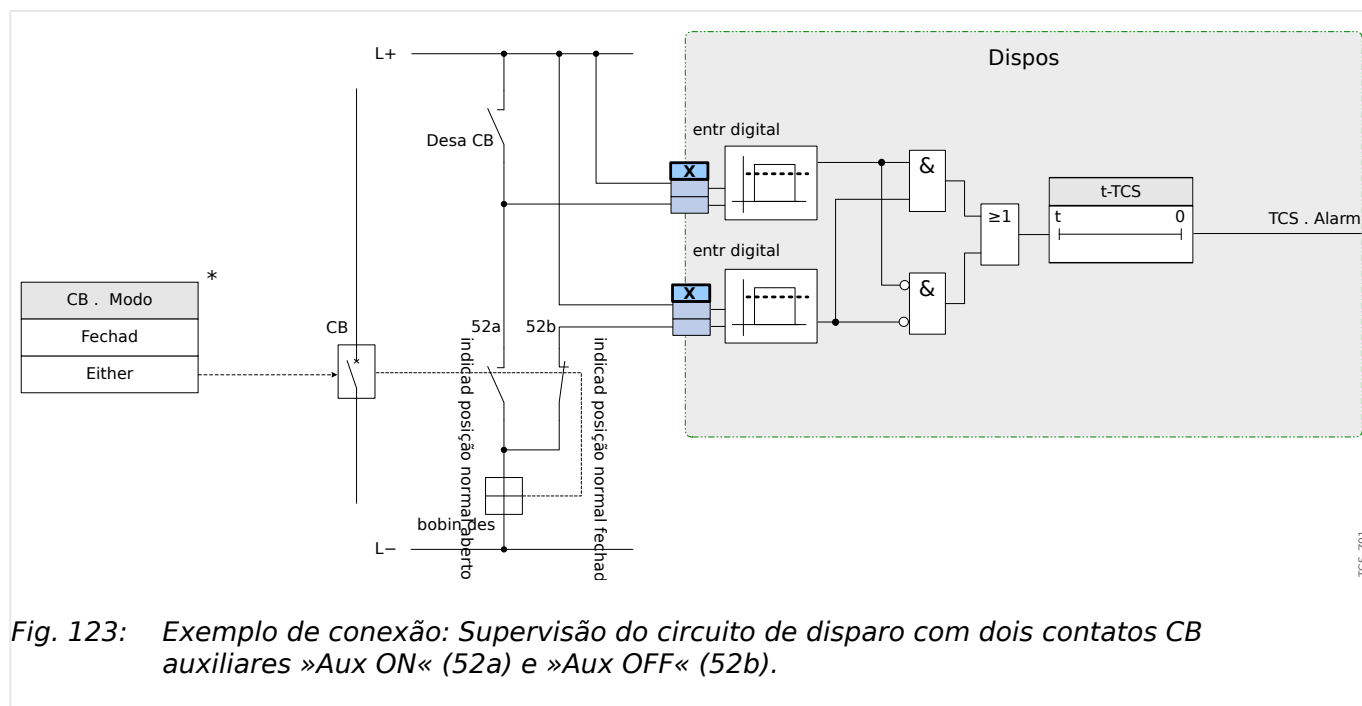 L+
Dispos
entr digital
Desa CB
X
&
t-TCS
≥1
t
0
TCS . Alarm
entr digital
*
X
&
CB . Modo
Fechad
Either
CB
52a
52b
indicad posição normal aberto
indicad posição normal fechad
bobin des
L−
Fig. 123: Exemplo de conexão: Supervisão do circuito de disparo com dois contatos CB
auxiliares »Aux ON« (52a) e »Aux OFF« (52b).